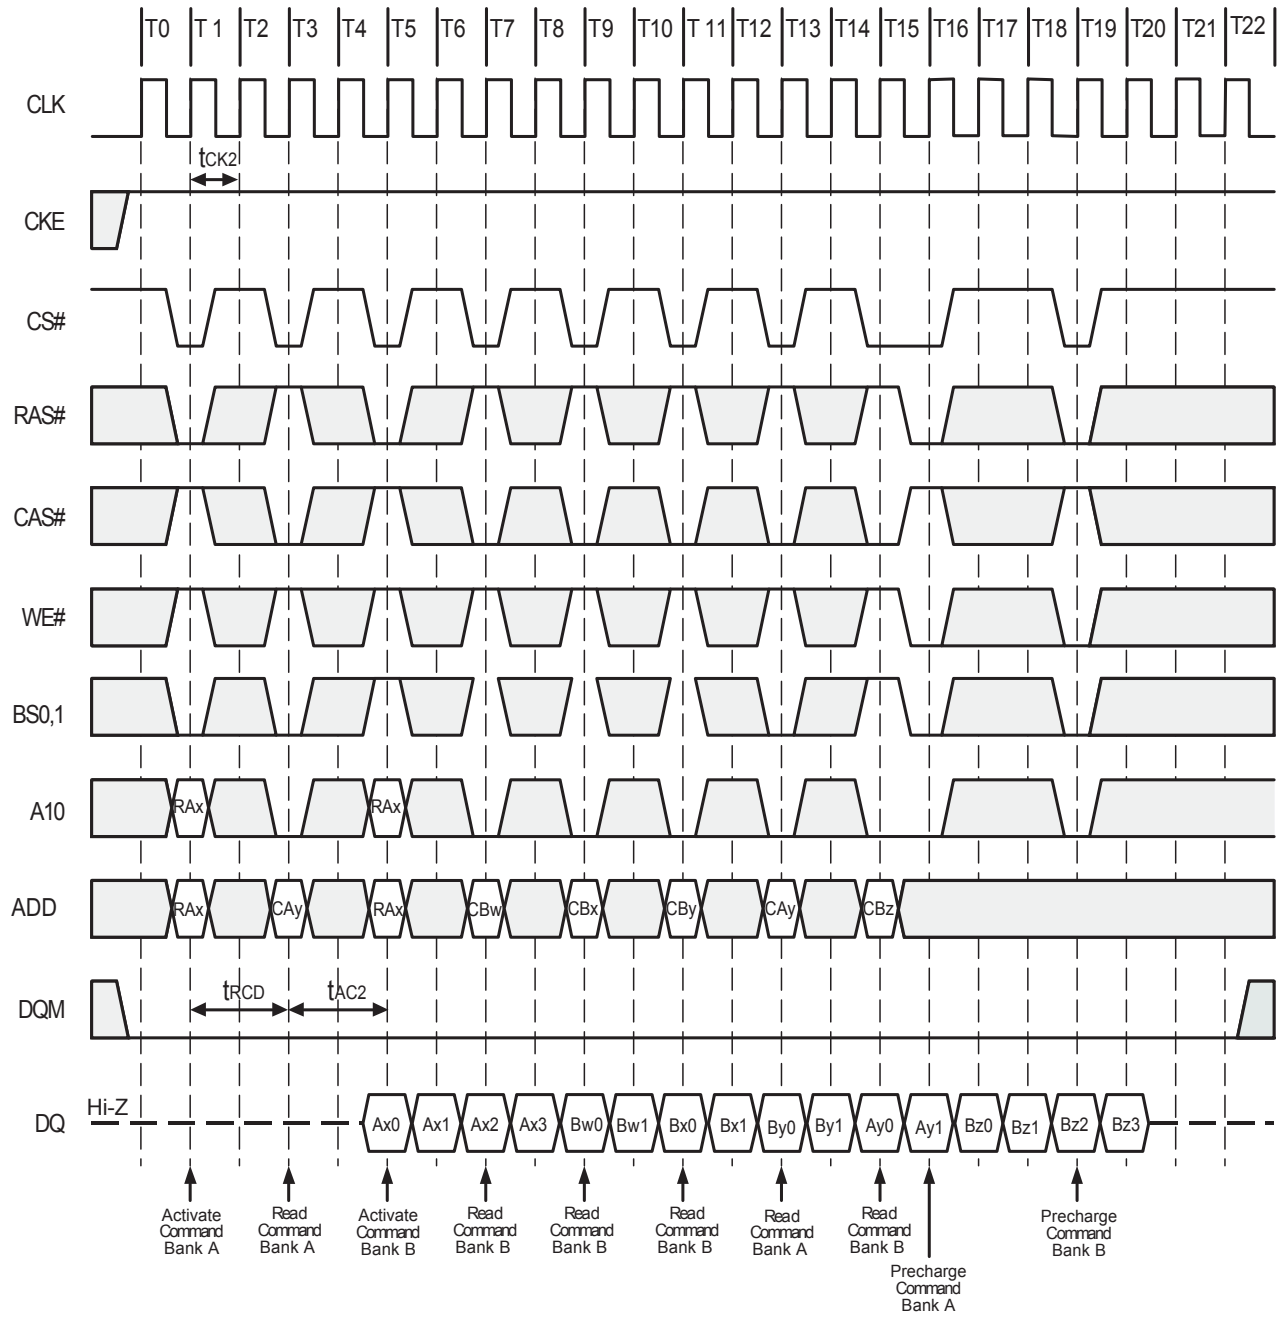 T0 T 1 T2 T3 T4 T5 T6 T7 T8 T9 T10 T 11 T12 T13 T14 T15 T16 T17 T18 T19 T20 T21 T22
CLK
tCK2
CKE
CS#
RAS#
CAS#
WE#
BS0,1
A10 RAx RAx
ADD RAx CAy RAx CBw CBx CBy CAy CBz
DQM tRCD tAC2
Hi-Z
DQ Ax0 Ax1 Ax2 Ax3 Bw0 Bw1 Bx0 Bx1 By0 By1 Ay0 Ay1 Bz0 Bz1 Bz2 Bz3
Activate Read Activate Read Read Read Read Read Precharge
Command Command Command Command Command Command Command Command Command
Bank A Bank A Bank B Bank B Bank B Bank B Bank A Bank B Bank B
Precharge
Command
Bank A